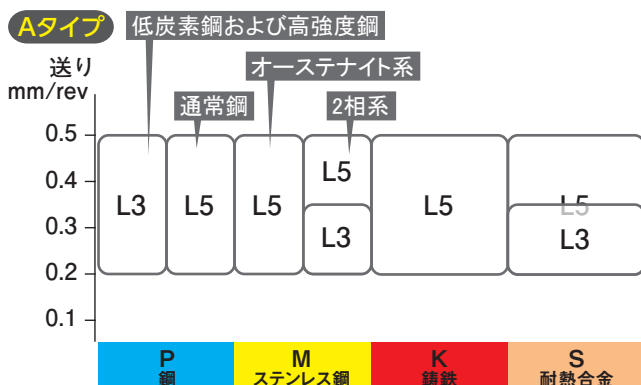 Aタイプ
低炭素鋼および高強度鋼
送り
mm/rev
オーステナイト系
通常鋼
2相系
0.5
0.4
0.3
0.2
0.1
L3
L5
L5
L5
L3
L5
L5
L3
P
鋼
M
ステンレス鋼
K
鋳鉄
S
耐熱合金